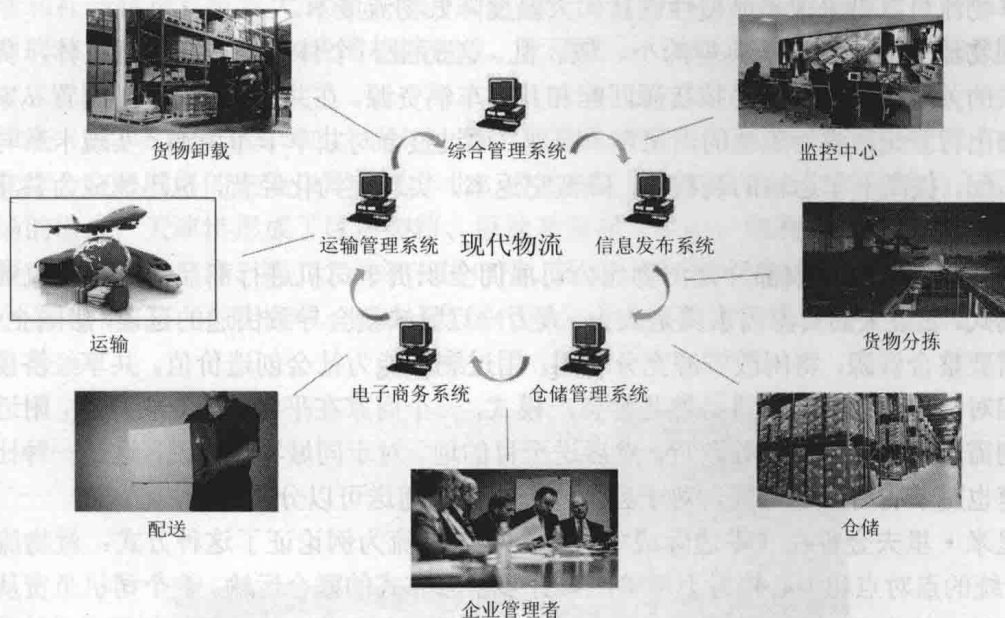 货物卸载
综合管理系统
监控中心
运输管理系统
现代物流
信息发布系统
运输
货物分拣
电子商务系统
仓储管理系统
配送
仓储
企业管理者